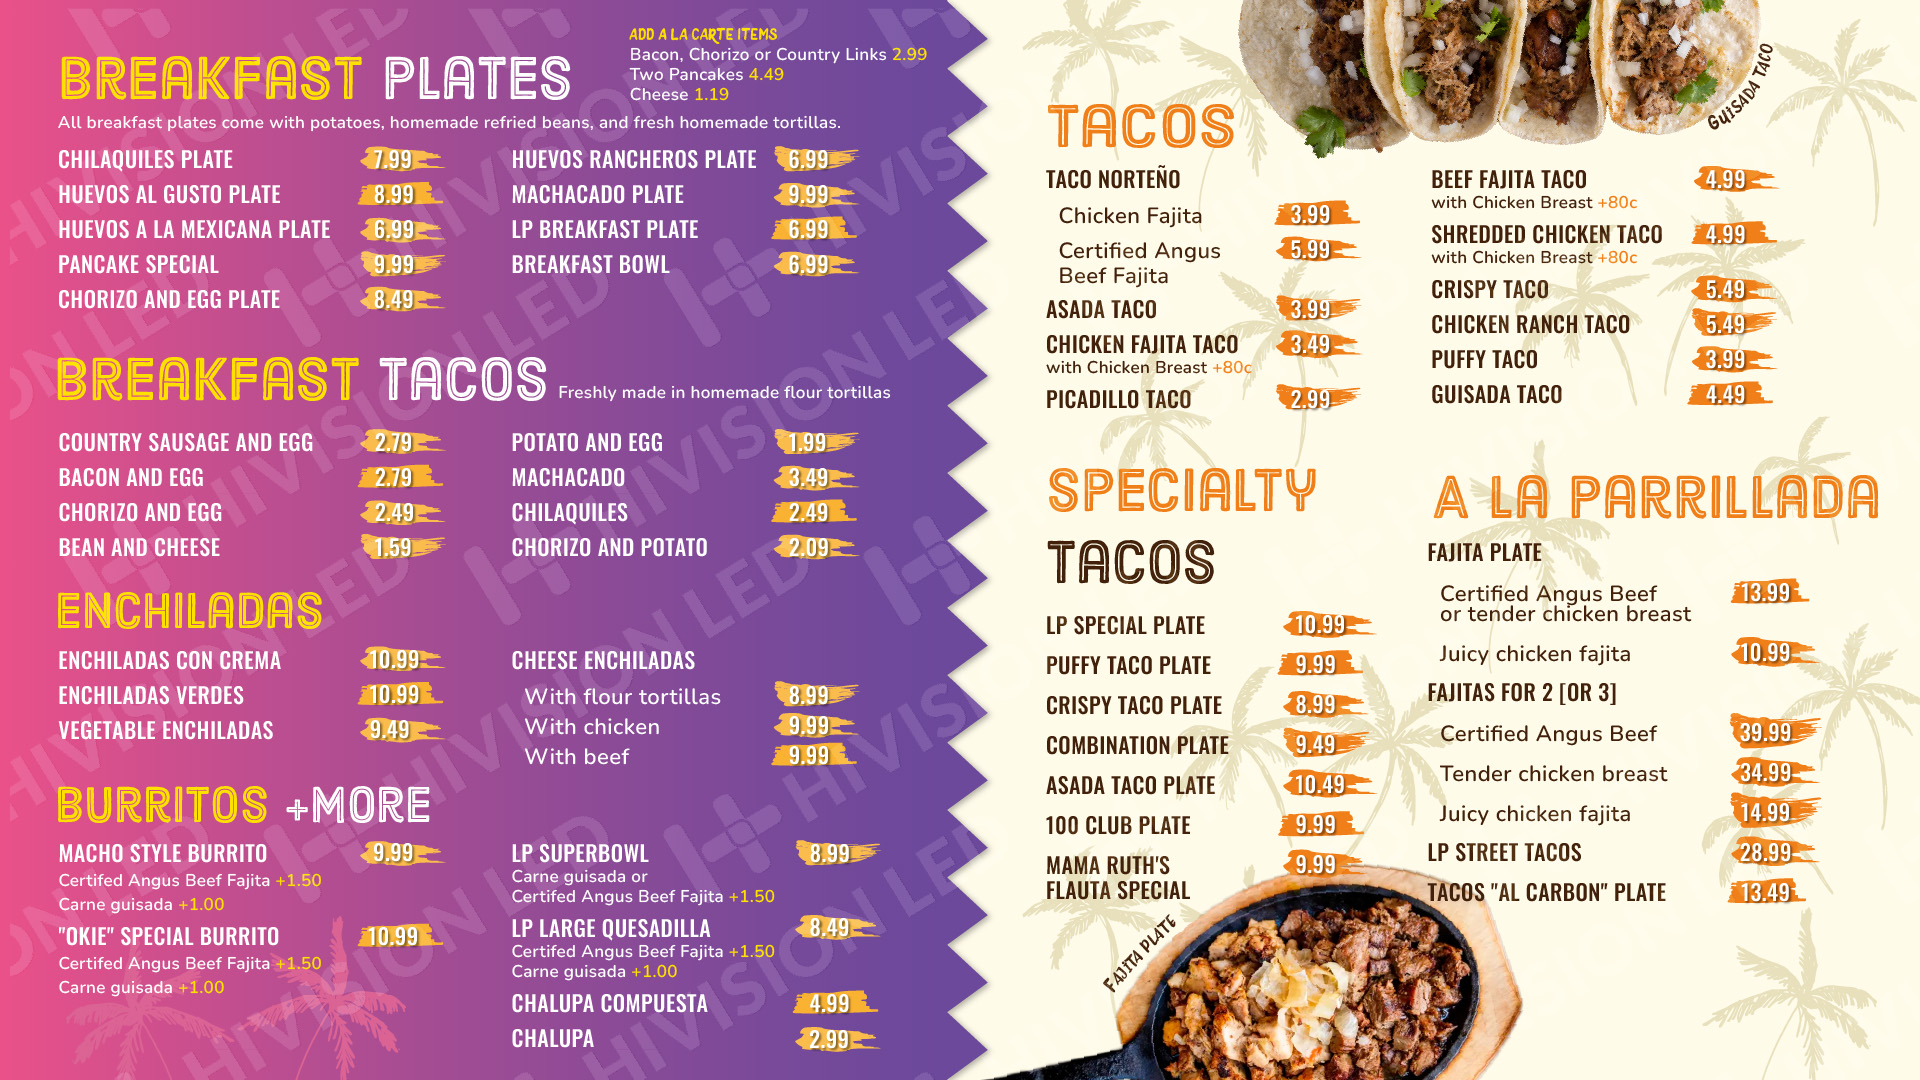 BREAKFAST PLATES
ADD A LA CARTE ITEMS
Bacon, Chorizo or Country Links 2.99
Two Pancakes 4.49
Cheese 1.19
All breakfast plates come with potatoes, homemade refried beans, and fresh homemade tortillas.
CHILAQUILES PLATE 7.99
HUEVOS AL GUSTO PLATE 8.99
HUEVOS A LA MEXICANA PLATE 6.99
PANCAKE SPECIAL 9.99
CHORIZO AND EGG PLATE 8.49
HUEVOS RANCHEROS PLATE 6.99
MACHACADO PLATE 9.99
LP BREAKFAST PLATE 6.99
BREAKFAST BOWL 6.99
BREAKFAST TACOS Freshly made in homemade flour tortillas
COUNTRY SAUSAGE AND EGG 2.79
BACON AND EGG 2.79
CHORIZO AND EGG 2.49
BEAN AND CHEESE 1.59
POTATO AND EGG 1.99
MACHACADO 3.49
CHILAQUILES 2.49
CHORIZO AND POTATO 2.09
ENCHILADAS
ENCHILADAS CON CREMA 10.99
ENCHILADAS VERDES 10.99
VEGETABLE ENCHILADAS 9.49
CHEESE ENCHILADAS
With flour tortillas 8.99
With chicken 9.99
With beef 9.99
BURRITOS +MORE
MACHO STYLE BURRITO 9.99
Certifed Angus Beef Fajita +1.50
Carne guisada +1.00
"OKIE" SPECIAL BURRITO 10.99
Certifed Angus Beef Fajita +1.50
Carne guisada +1.00
LP SUPERBOWL 8.99
Carne guisada or
Certifed Angus Beef Fajita +1.50
LP LARGE QUESADILLA 8.49
Certifed Angus Beef Fajita +1.50
Carne guisada +1.00
CHALUPA COMPUESTA 4.99
CHALUPA 2.99
TACOS
GUISADA TACO
TACO NORTEÑO
Chicken Fajita 3.99
Certified Angus 5.99
Beef Fajita
ASADA TACO 3.99
CHICKEN FAJITA TACO 3.49
with Chicken Breast +80c
PICADILLO TACO 2.99
BEEF FAJITA TACO 4.99
with Chicken Breast +80c
SHREDDED CHICKEN TACO 4.99
with Chicken Breast +80c
CRISPY TACO 5.49
CHICKEN RANCH TACO 5.49
PUFFY TACO 3.99
GUISADA TACO 4.49
SPECIALTY
TACOS
LP SPECIAL PLATE 10.99
PUFFY TACO PLATE 9.99
CRISPY TACO PLATE 8.99
COMBINATION PLATE 9.49
ASADA TACO PLATE 10.49
100 CLUB PLATE 9.99
MAMA RUTH'S 9.99
FLAUTA SPECIAL
FAJITA PLATE
A LA PARRILLADA
FAJITA PLATE
Certified Angus Beef 13.99
or tender chicken breast
Juicy chicken fajita 10.99
FAJITAS FOR 2 [OR 3]
Certified Angus Beef 39.99
Tender chicken breast 34.99
Juicy chicken fajita 14.99
LP STREET TACOS 28.99
TACOS "AL CARBON" PLATE 13.49
HIVISION LED